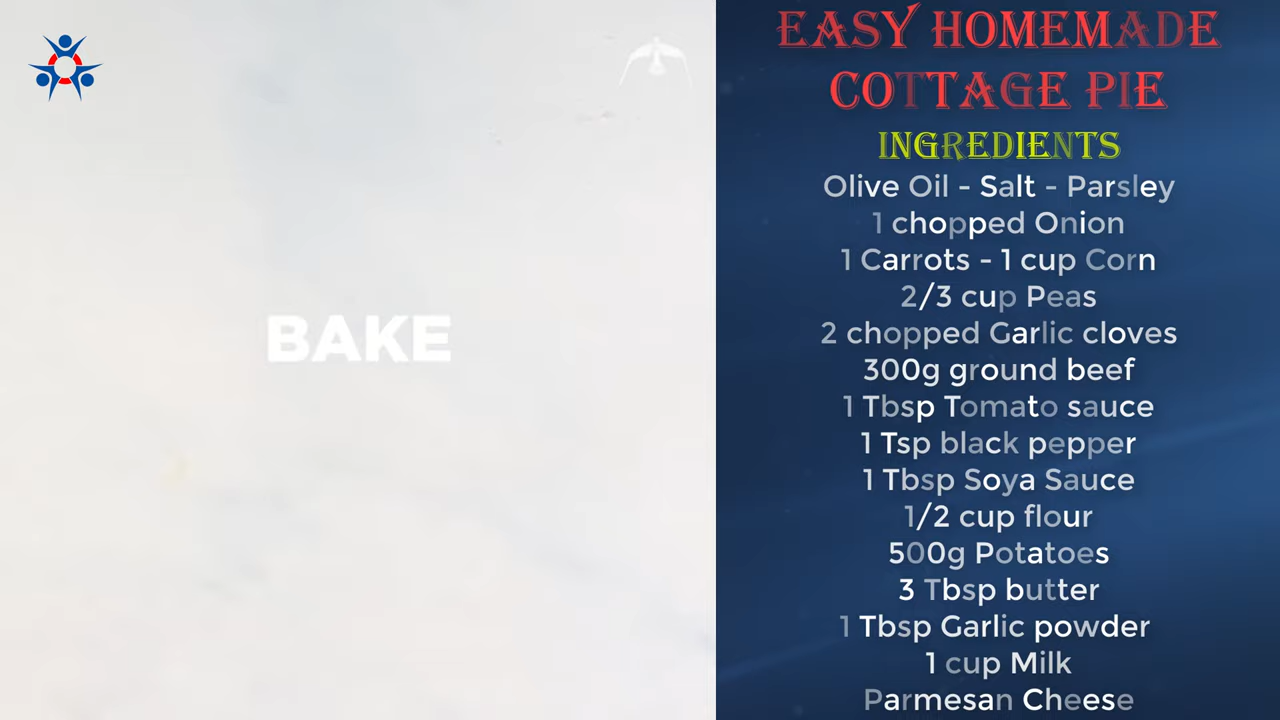 BAKE
EASY HOMEMADE
COTTAGE PIE
INGREDIENTS
Olive Oil - Salt - Parsley
1 chopped Onion
1 Carrots - 1 cup Corn
2/3 cup Peas
2 chopped Garlic cloves
300g ground beef
1 Tbsp Tomato sauce
1 Tsp black pepper
1 Tbsp Soya Sauce
1/2 cup flour
500g Potatoes
3 Tbsp butter
1 Tbsp Garlic powder
1 cup Milk
Parmesan Cheese